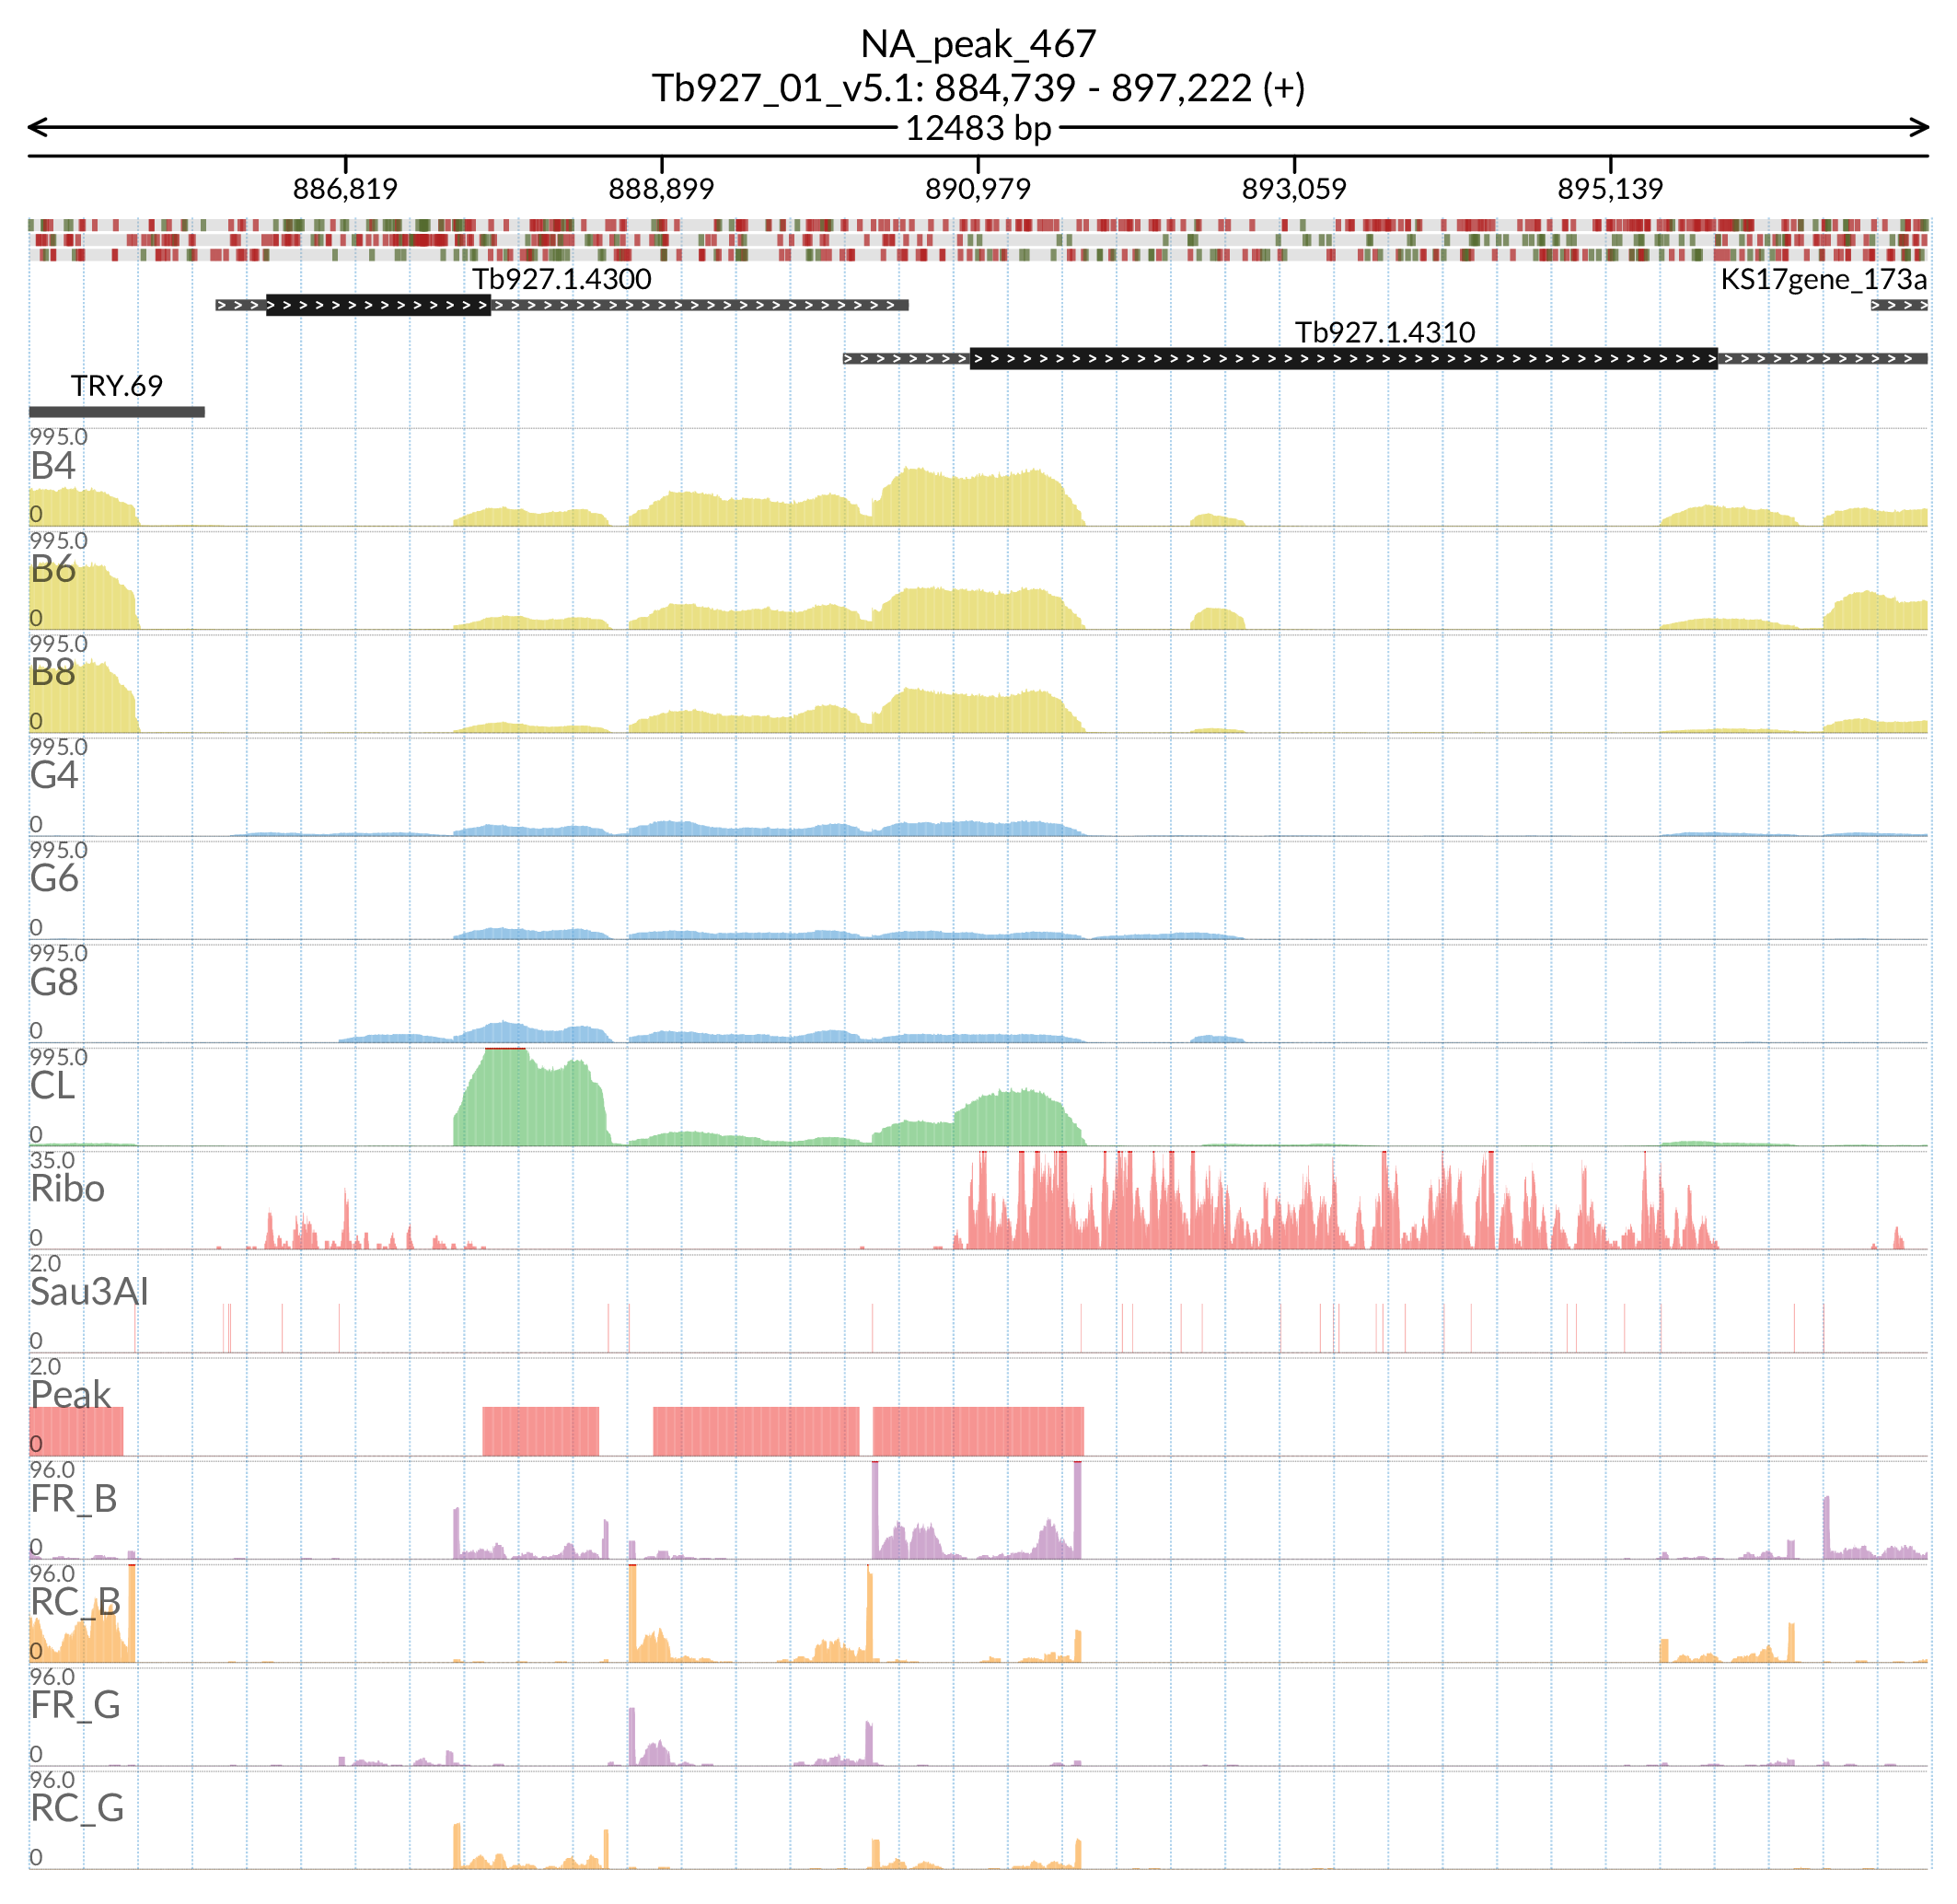 NA_peak_467
Tb927_01_v5.1: 884,739 - 897,222 (+)
12483 bp
886,819 888,899 890,979 893,059 895,139
Tb927.1.4300 KS17gene_173a
Tb927.1.4310
TRY.69
995.0
B4
0
995.0
B6
0
995.0
B8
0
995.0
G4
0
995.0
G6
0
995.0
G8
0
995.0
CL
0
35.0
Ribo
0
2.0
Sau3AI
0
2.0
Peak
0
96.0
FR_B
0
96.0
RC_B
0
96.0
FR_G
0
96.0
RC_G
0